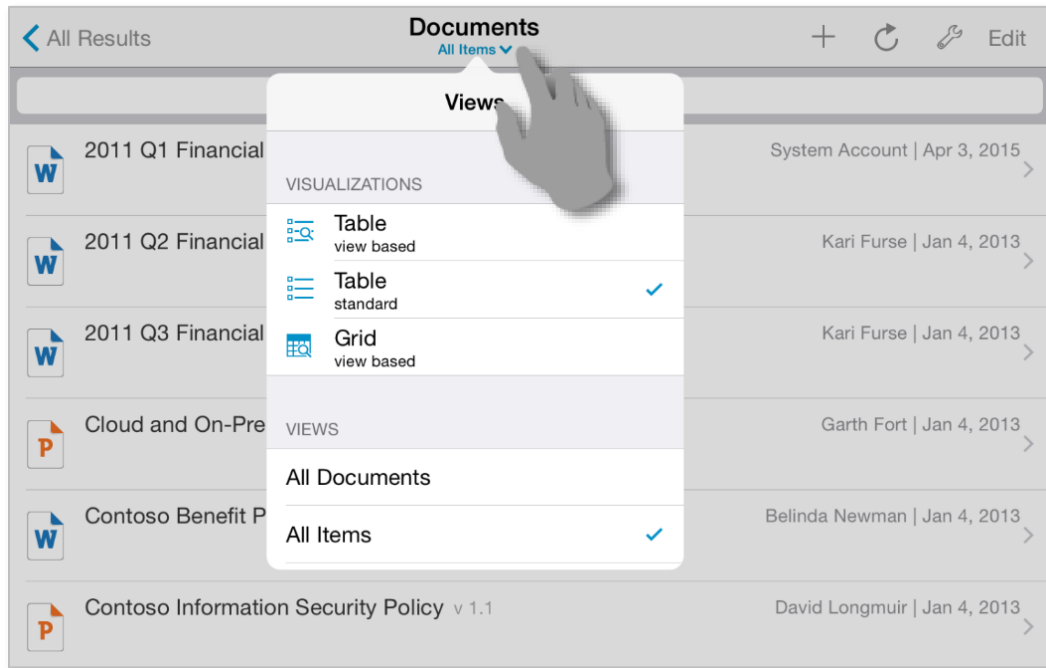 All Results
Documents
All Items
Edit
Views
2011 Q1 Financial
System Account | Apr 3, 2015
VISUALIZATIONS
Table
view based
2011 Q2 Financial
Kari Furse | Jan 4, 2013
Table
standard
2011 Q3 Financial
Kari Furse | Jan 4, 2013
Grid
view based
Cloud and On-Pre
Garth Fort | Jan 4, 2013
VIEWS
All Documents
Contoso Benefit P
Belinda Newman | Jan 4, 2013
All Items
Contoso Information Security Policy v 1.1
David Longmuir | Jan 4, 2013
W
W
W
P
W
P